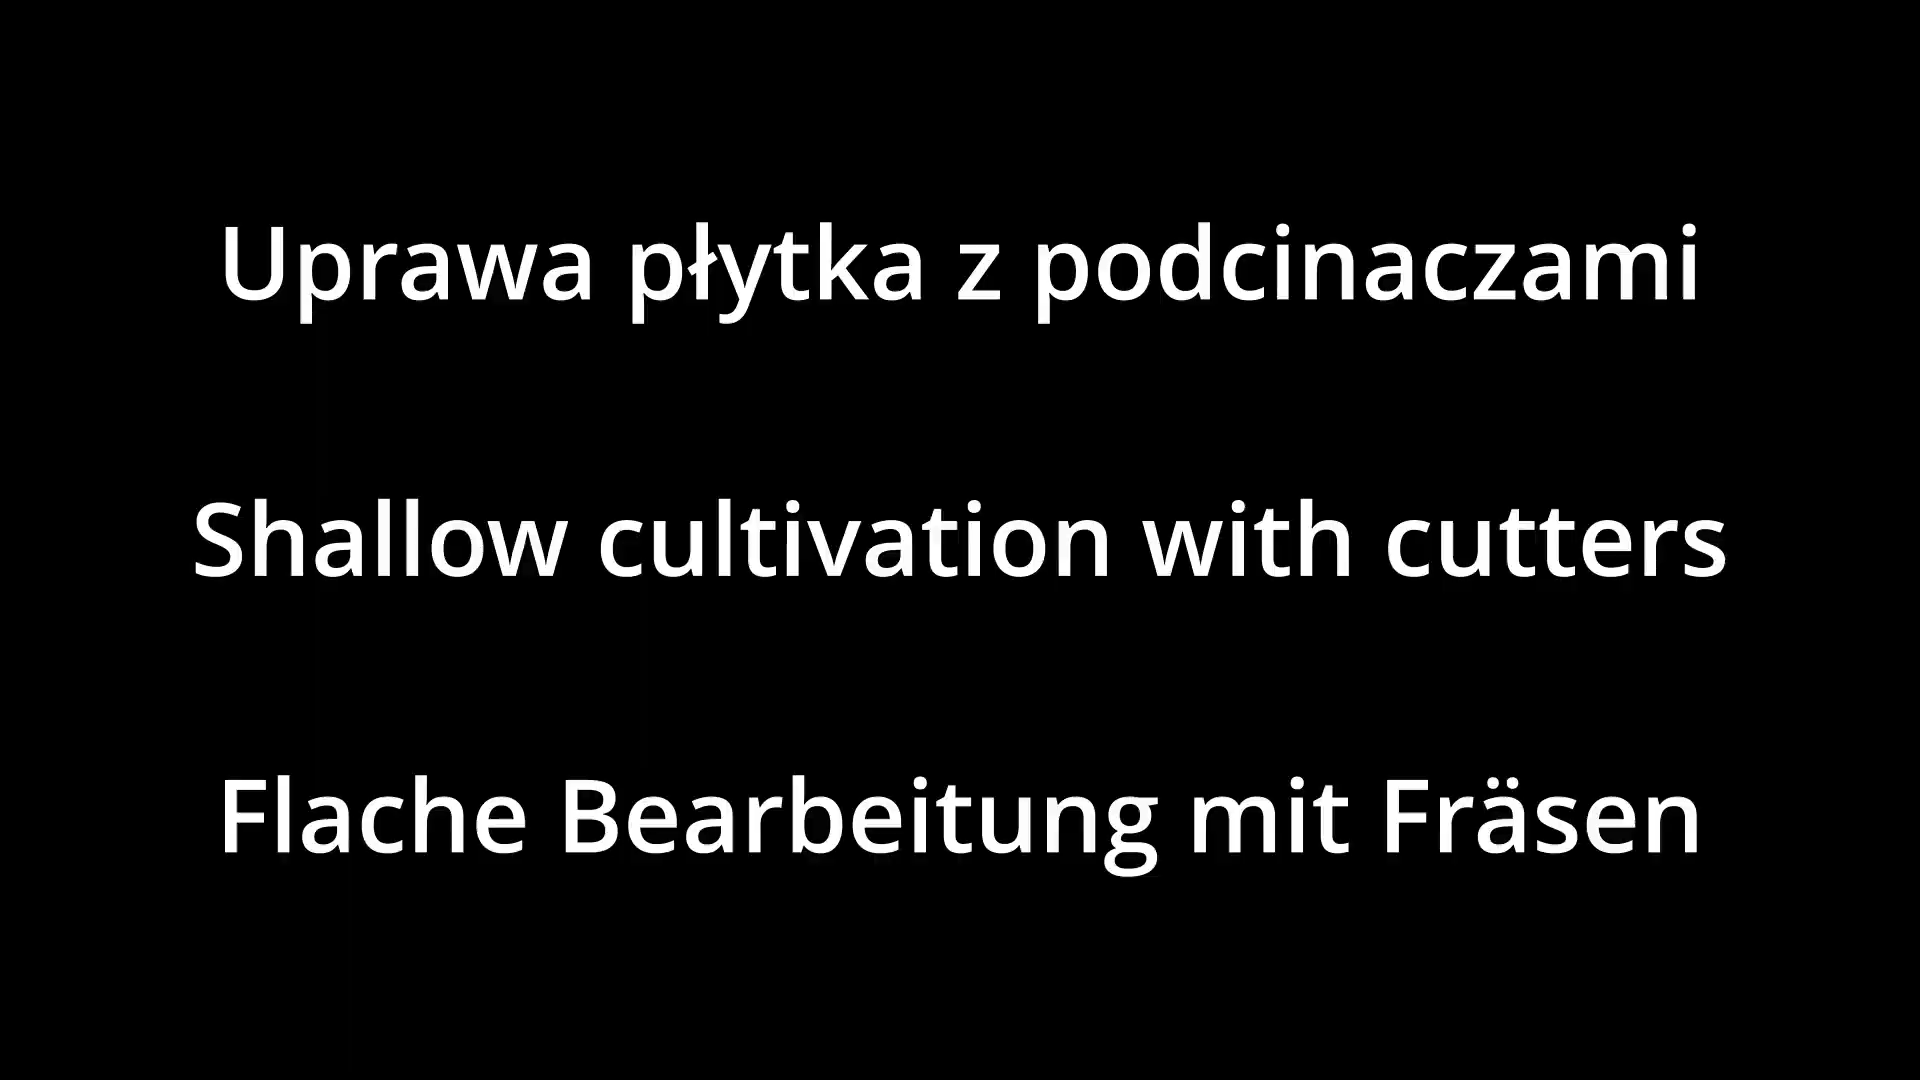 Uprawa płytka z podcinaczami
Shallow cultivation with cutters
Flache Bearbeitung mit Fräsen